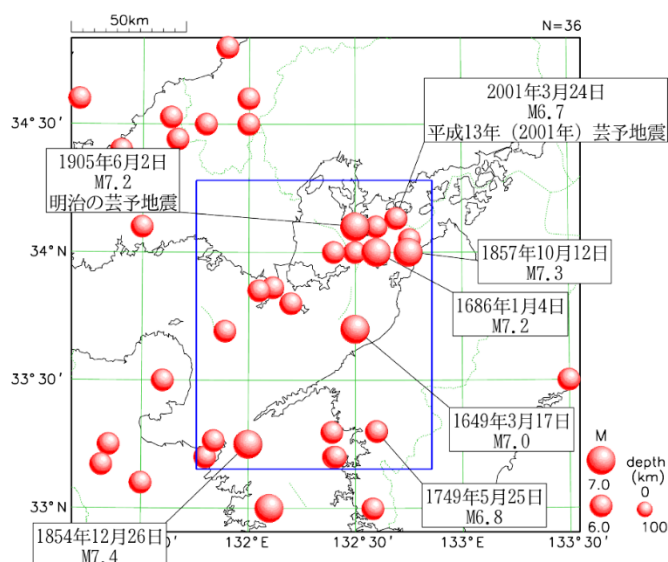 50km
N=36
2001年3月24日
M6.7
平成13年（2001年）芸予地震
34°30′
1905年6月2日
M7.2
明治の芸予地震
34°N
1857年10月12日
M7.3
1686年1月4日
M7.2
33°30′
1649年3月17日
M7.0
M
7.0
6.0
depth
(km)
0
100
1749年5月25日
M6.8
33°N
1854年12月26日
M7.4
132°E
132°30′
133°E
133°30′